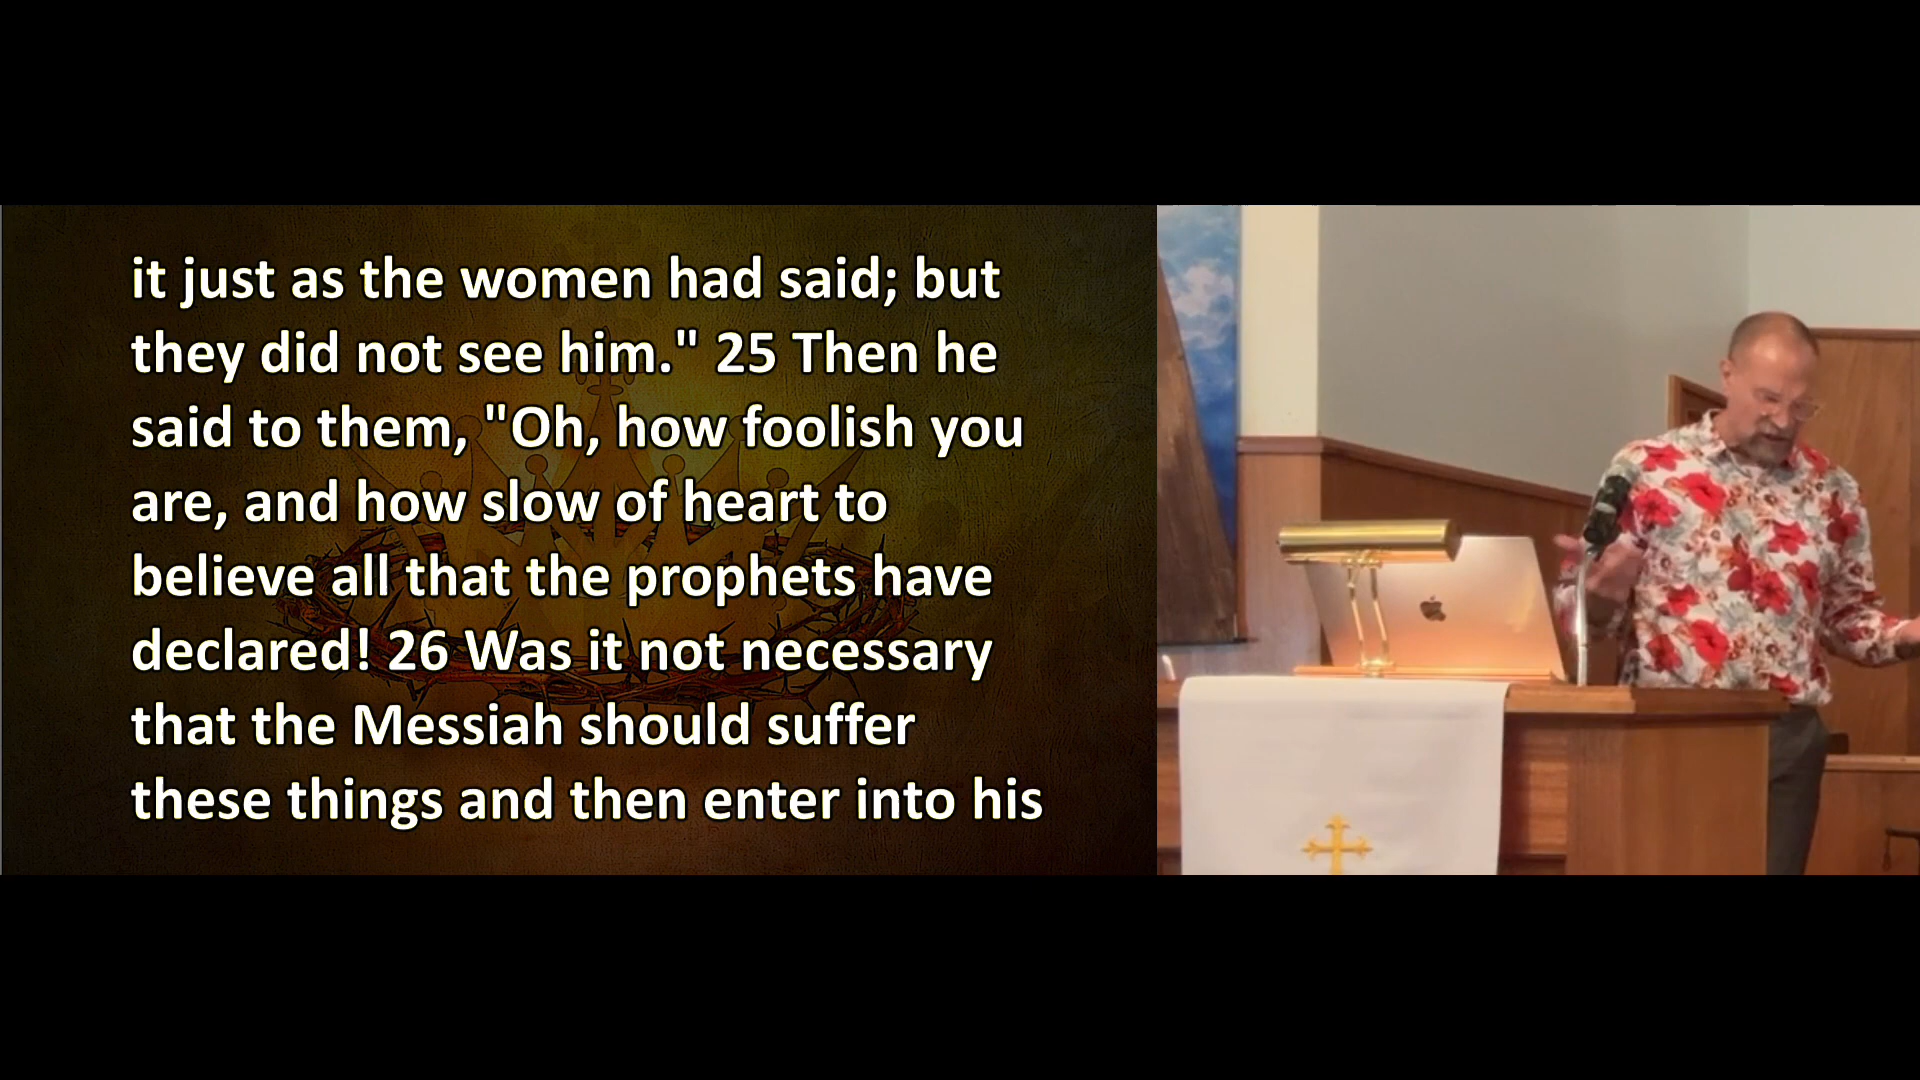 it just as the women had said; but
they did not see him." 25 Then he
said to them, "Oh, how foolish you
are, and how slow of heart to
believe all that the prophets have
declared! 26 Was it not necessary
that the Messiah should suffer
these things and then enter into his